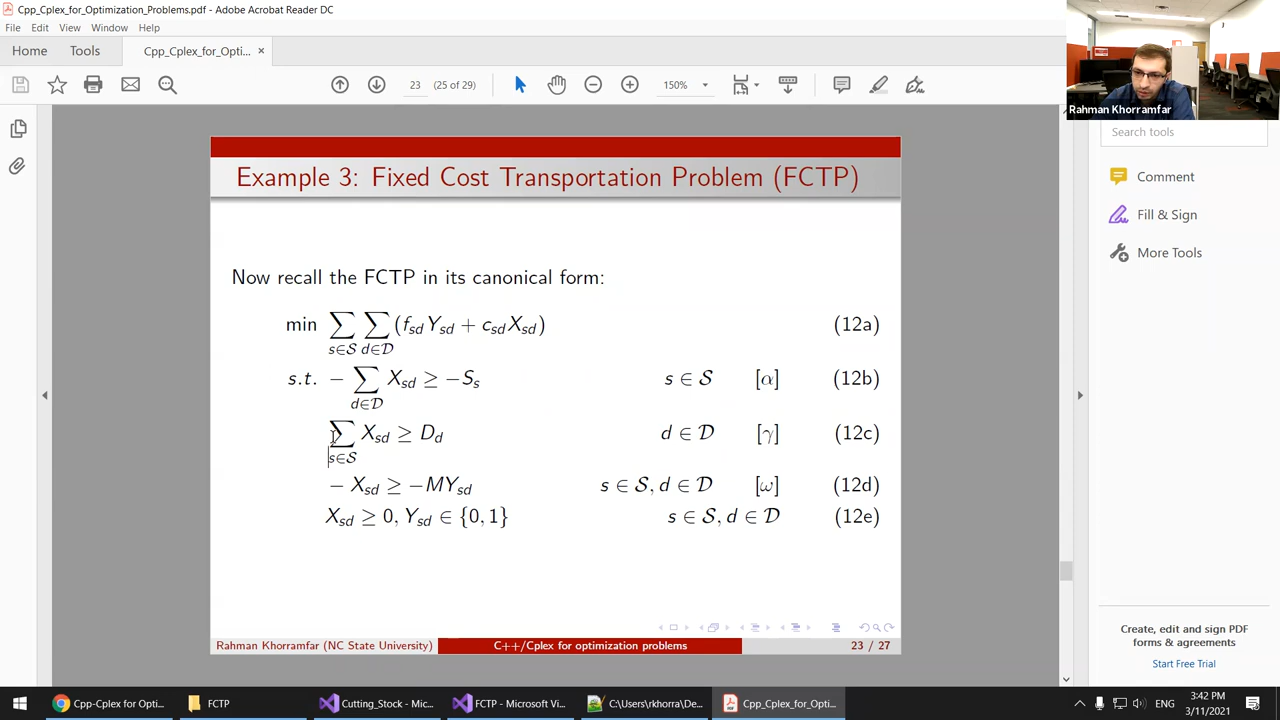 Cpp_Cplex_for_Optimization_Problems.pdf - Adobe Acrobat Reader DC
File Edit View Window Help
Home Tools Cpp_Cplex_for_Opti... ×
23 (25 of 29) 150%
Rahman Khorramfar
Search tools
Comment
Fill & Sign
More Tools
Example 3: Fixed Cost Transportation Problem (FCTP)
Now recall the FCTP in its canonical form:
min ∑_{s∈𝒮} ∑_{d∈𝒟} (f_{sd} Y_{sd} + c_{sd} X_{sd}) (12a)
s.t. − ∑_{d∈𝒟} X_{sd} ≥ −S_s s ∈ 𝒮 [α] (12b)
∑_{s∈𝒮} X_{sd} ≥ D_d d ∈ 𝒟 [γ] (12c)
− X_{sd} ≥ −MY_{sd} s ∈ 𝒮, d ∈ 𝒟 [ω] (12d)
X_{sd} ≥ 0, Y_{sd} ∈ {0, 1} s ∈ 𝒮, d ∈ 𝒟 (12e)
Rahman Khorramfar (NC State University) C++/Cplex for optimization problems 23 / 27
Create, edit and sign PDF
forms & agreements
Start Free Trial
Cpp-Cplex for Opti... FCTP Cutting_Stock - Mic... FCTP - Microsoft Vi... C:\Users\rkhorra/De... Cpp_Cplex_for_Opti...
ENG
3:42 PM
3/11/2021